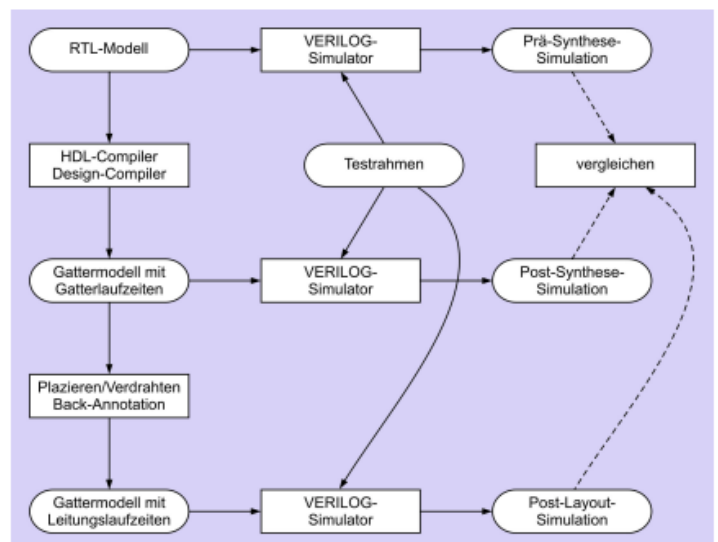 RTL-Modell
VERILOG-
Simulator
Prä-Synthese-
Simulation
HDL-Compiler
Design-Compiler
Testrahmen
vergleichen
Gattermodell mit
Gatterlaufzeiten
VERILOG-
Simulator
Post-Synthese-
Simulation
Plazieren/Verdrahten
Back-Annotation
Gattermodell mit
Leitungslaufzeiten
VERILOG-
Simulator
Post-Layout-
Simulation